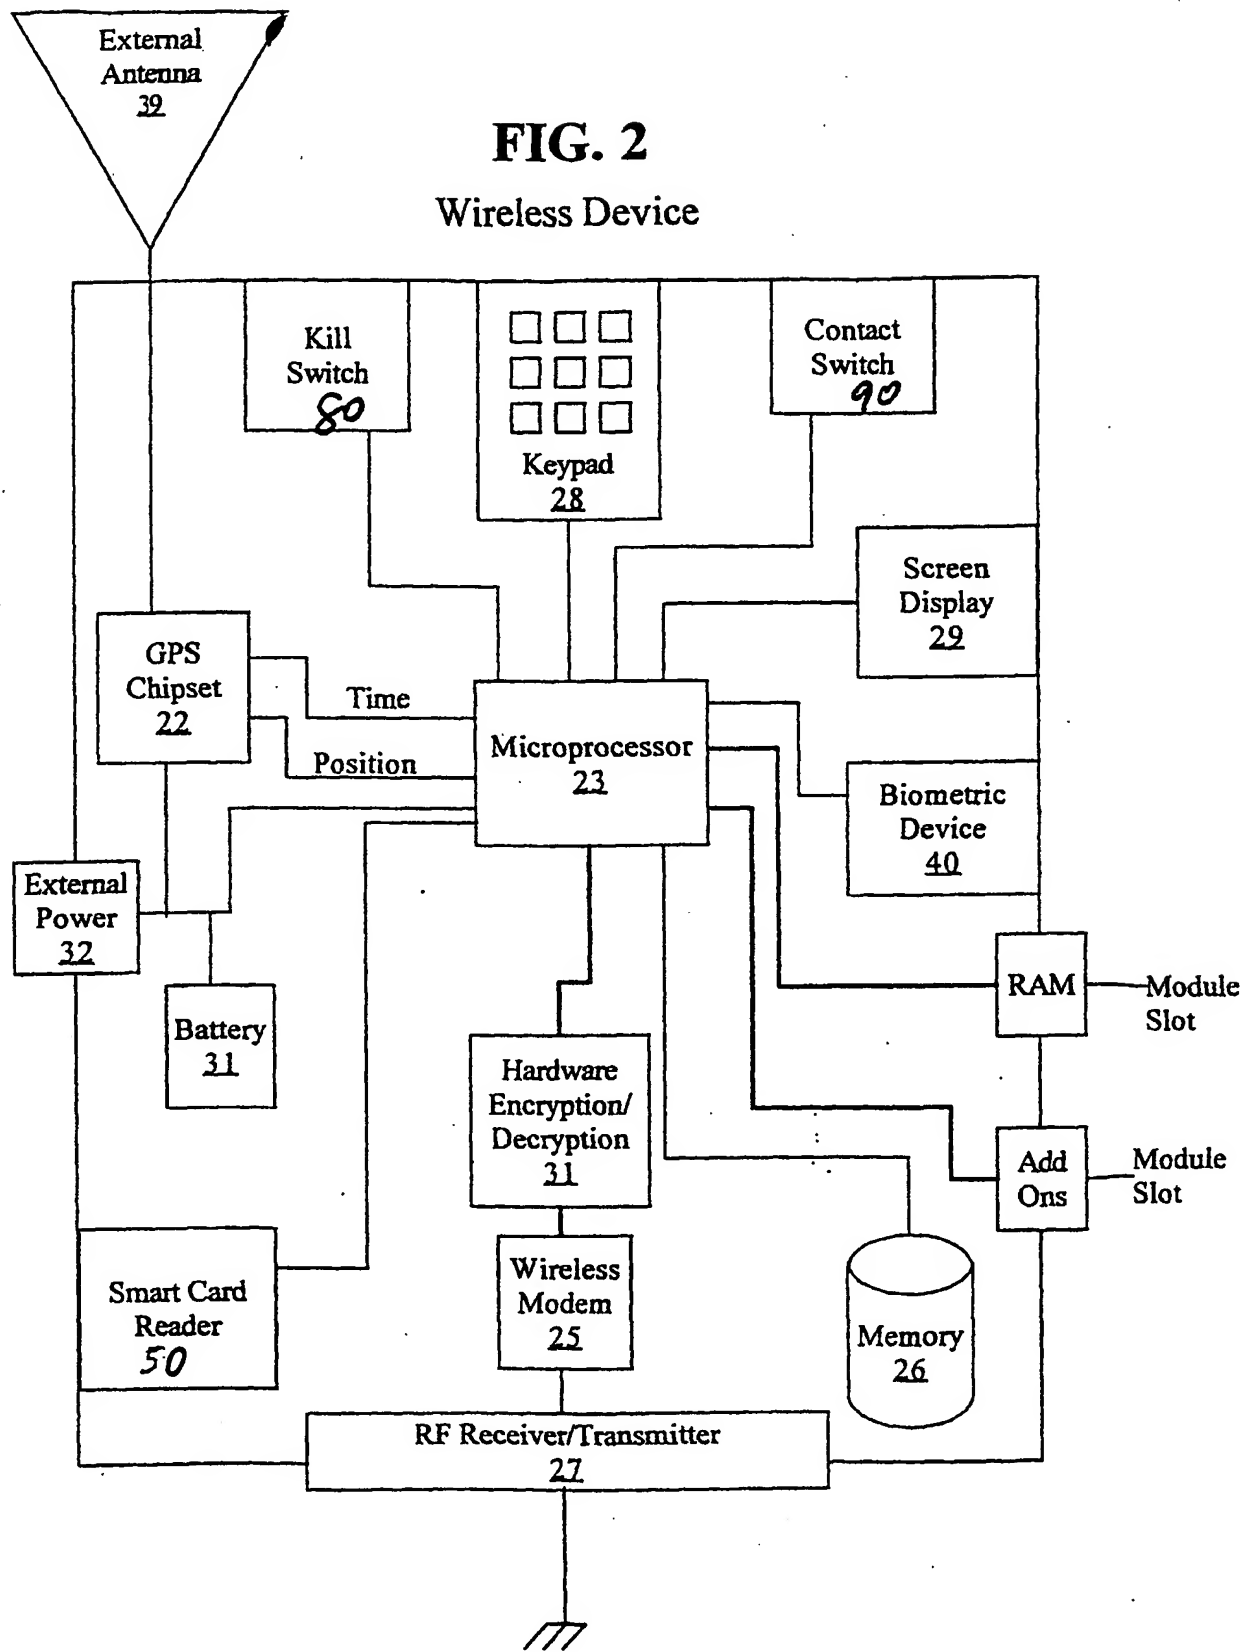 External
Antenna
39
FIG. 2
Wireless Device
Kill
Switch
80
Keypad
28
Contact
Switch
90
Screen
Display
29
GPS
Chipset
22
Time
Position
Microprocessor
23
Biometric
Device
40
External
Power
32
Battery
31
RAM
Module
Slot
Hardware
Encryption/
Decryption
31
Add
Ons
Module
Slot
Smart Card
Reader
50
Wireless
Modem
25
Memory
26
RF Receiver/Transmitter
27